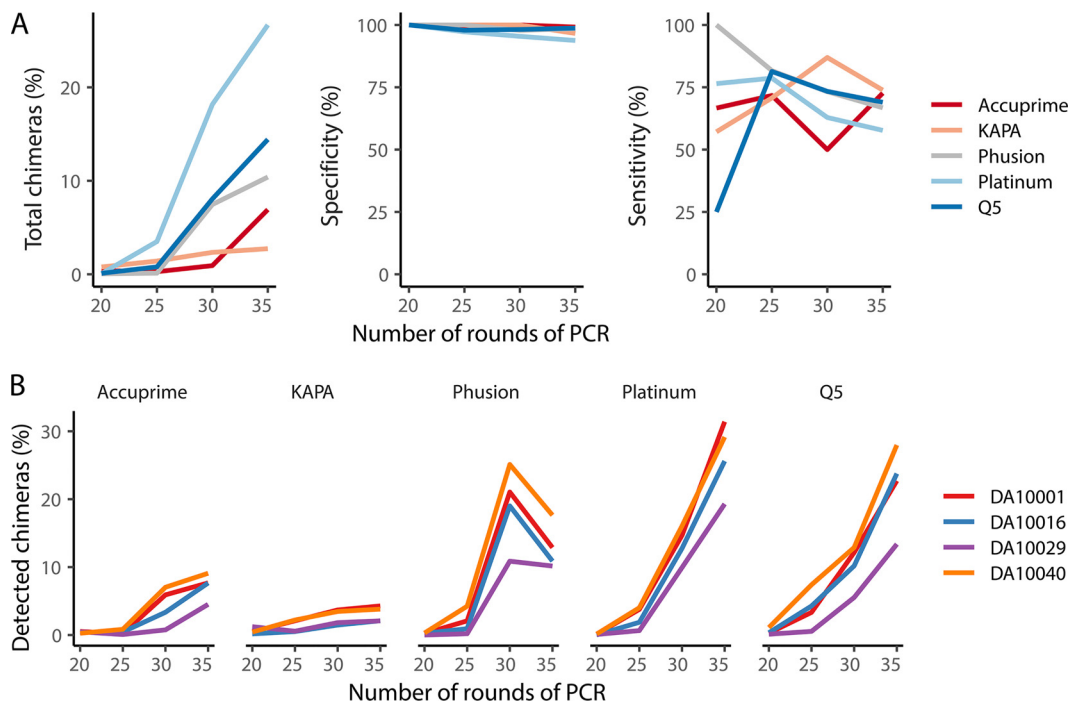 A
Total chimeras (%)
20
10
0
20 25 30 35
Specificity (%)
100
75
50
25
0
20 25 30 35
Sensitivity (%)
100
75
50
25
0
20 25 30 35
Accuprime
KAPA
Phusion
Platinum
Q5
Number of rounds of PCR
B
Accuprime KAPA Phusion Platinum Q5
Detected chimeras (%)
30
20
10
0
20 25 30 35 20 25 30 35 20 25 30 35 20 25 30 35 20 25 30 35
DA10001
DA10016
DA10029
DA10040
Number of rounds of PCR